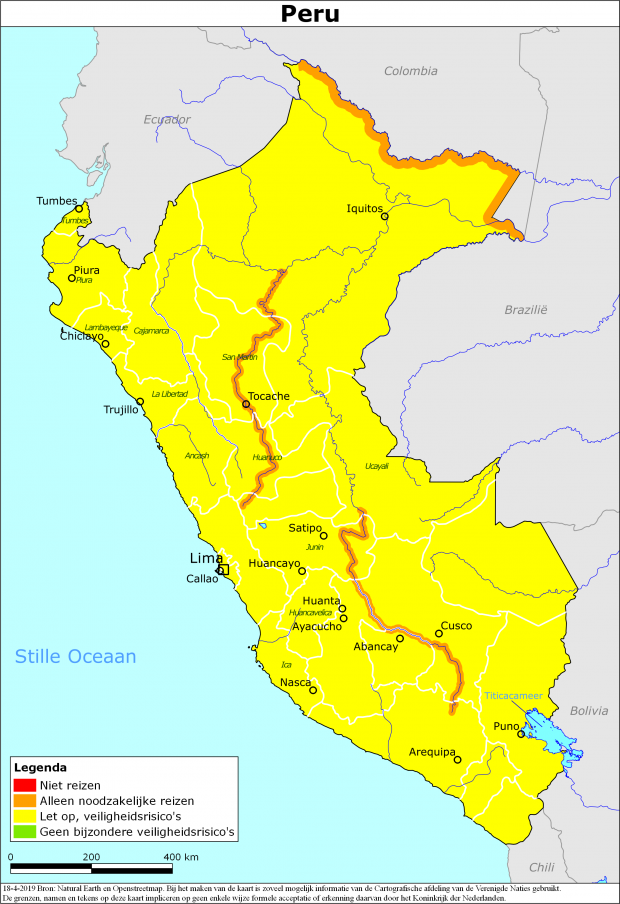 Peru
Colombia
Ecuador
Tumbes
Tumbes
Iquitos
Piura
Piura
Brazilië
Lambayeque
Cajamarca
Chiclayo
San Martin
Tocache
La Libertad
Trujillo
Ancash
Huanuco
Ucayali
Satipo
Junin
Lima
Callao
Huancayo
Huanta
Huancavelica
Ayacucho
Cusco
Abancay
Stille Oceaan
Ica
Nasca
Titicacameer
Bolivia
Puno
Arequipa
Legenda
Niet reizen
Alleen noodzakelijke reizen
Let op, veiligheidsrisico's
Geen bijzondere veiligheidsrisico's
0 200 400 km
Chili
18-4-2019 Bron: Natural Earth en Openstreetmap. Bij het maken van de kaart is zoveel mogelijk informatie van de Cartografische afdeling van de Verenigde Naties gebruikt.
De grenzen, namen en tekens op deze kaart impliceren op geen enkele wijze formele acceptatie of erkenning daarvan door het Koninkrijk der Nederlanden.